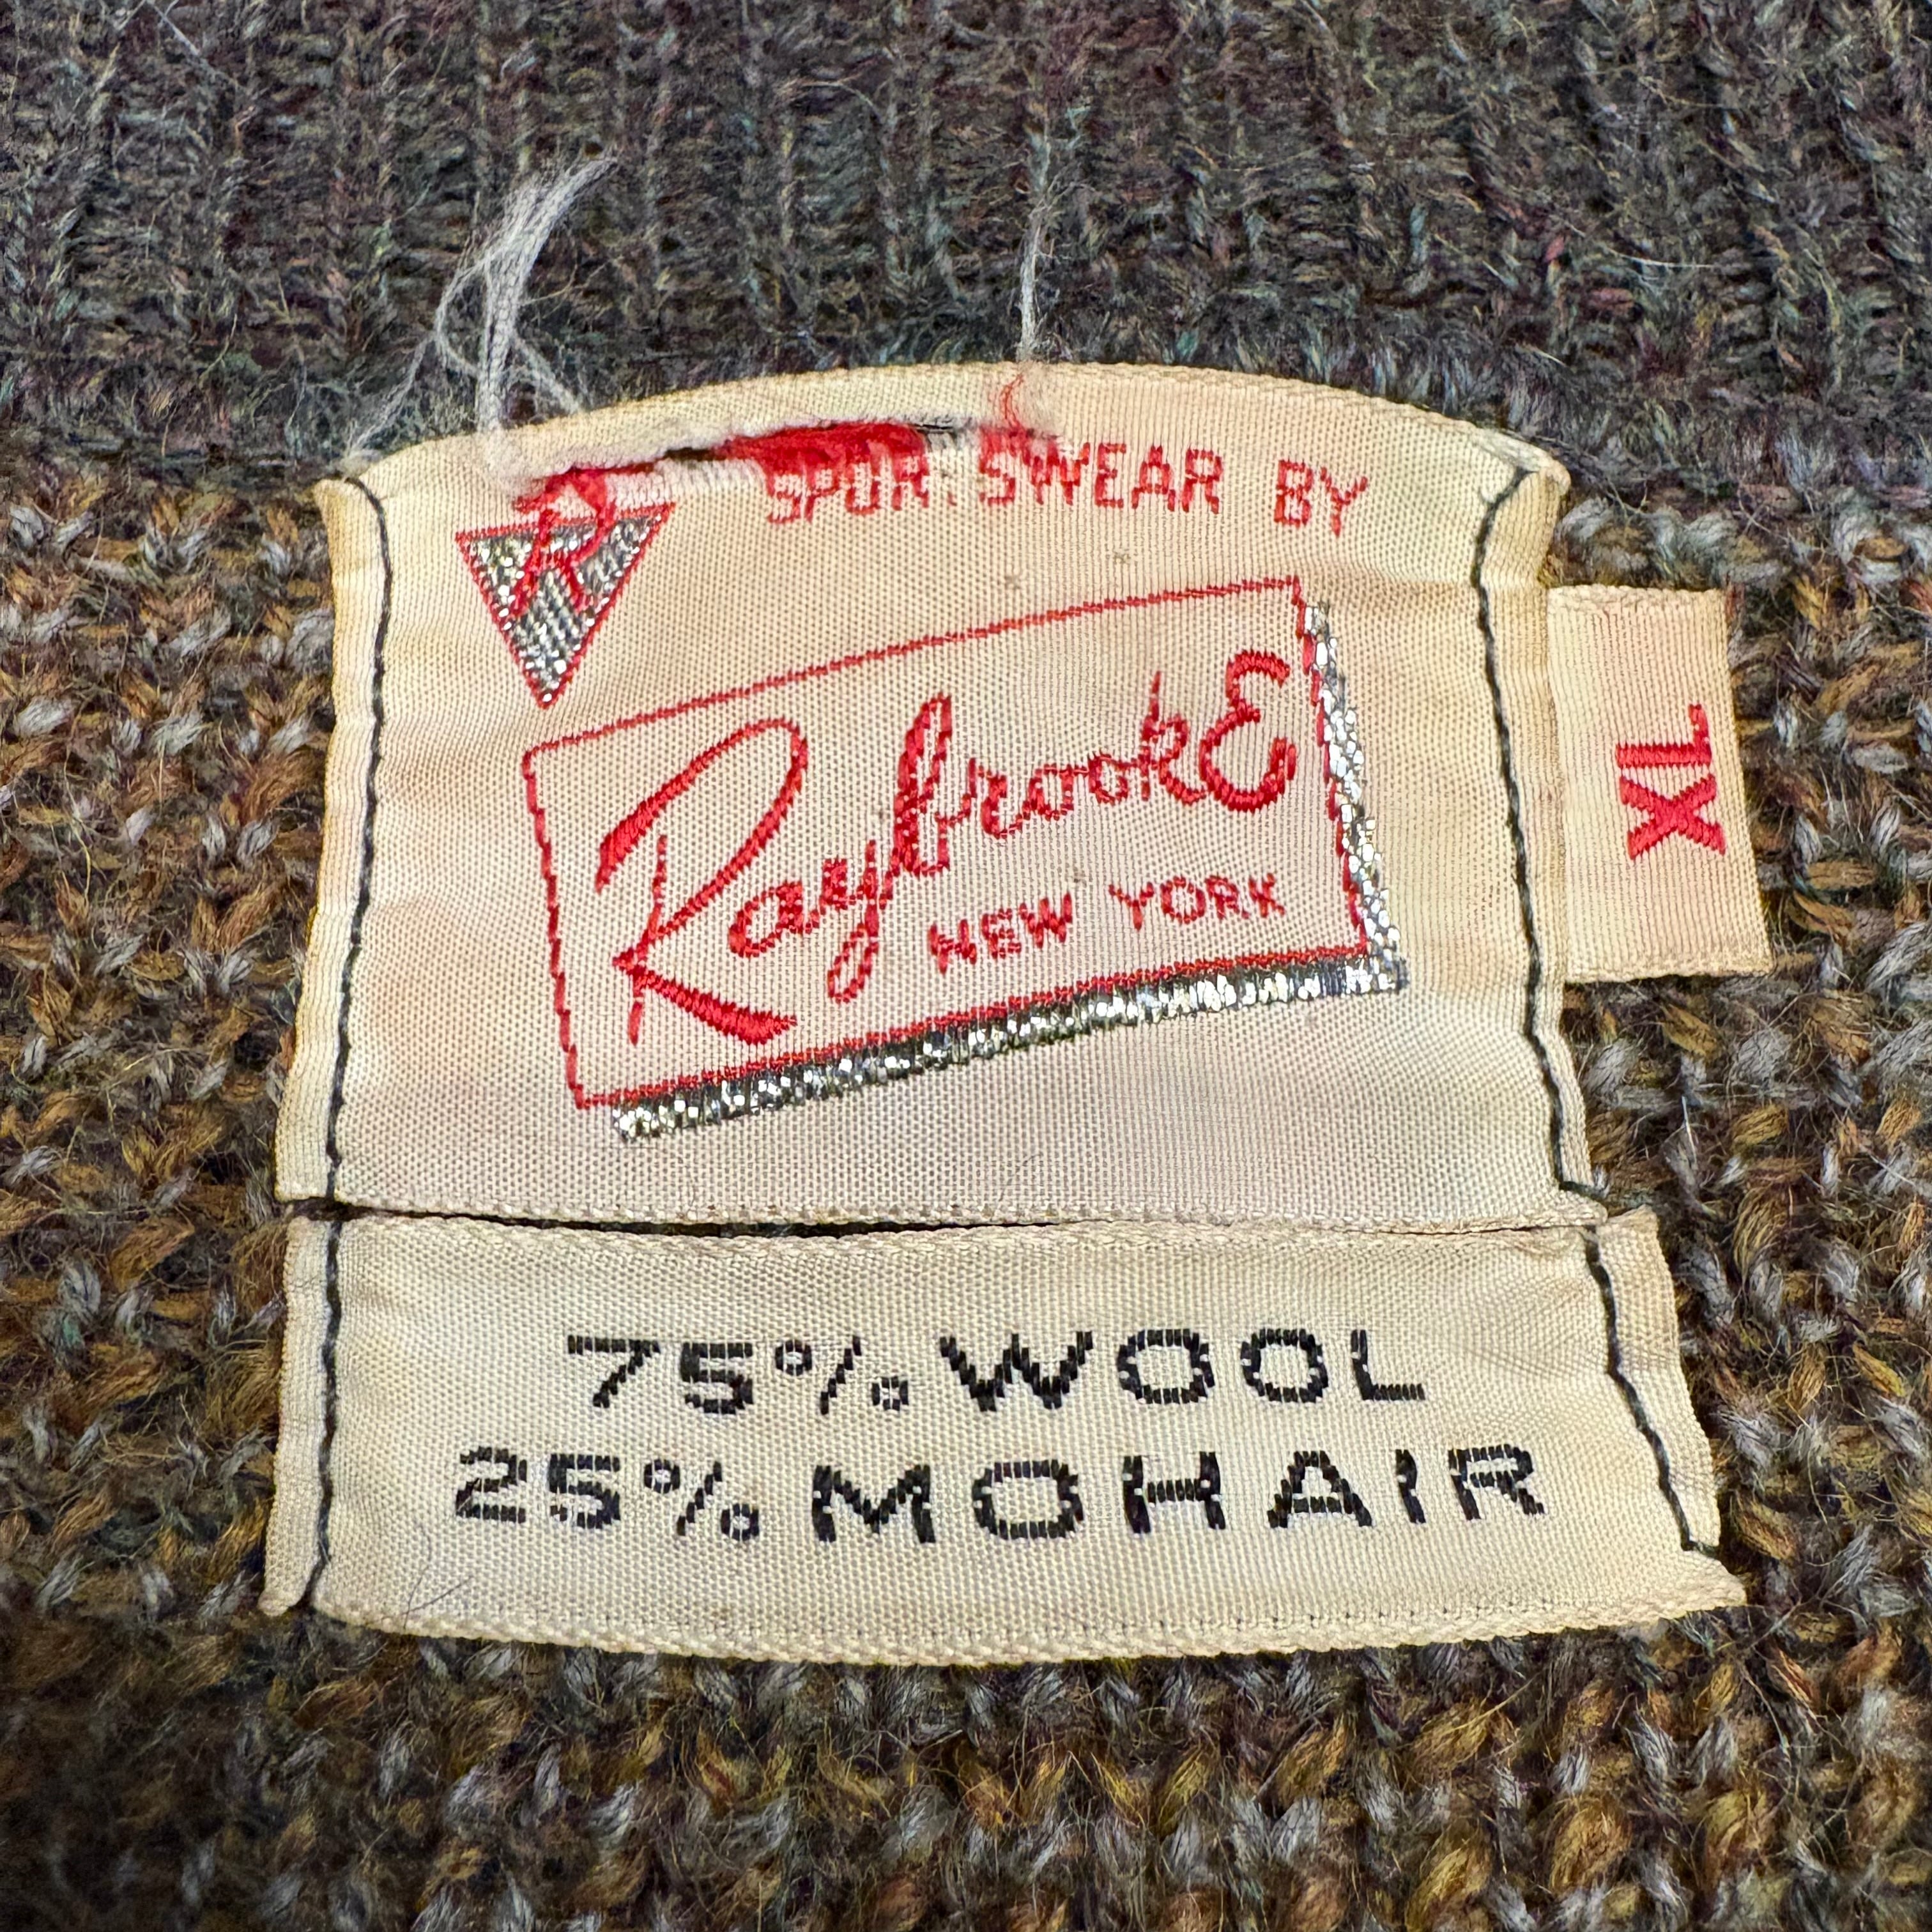 SPORTSWEAR BY
R
RaybrookE
NEW YORK
XL
75% WOOL
25% MOHAIR